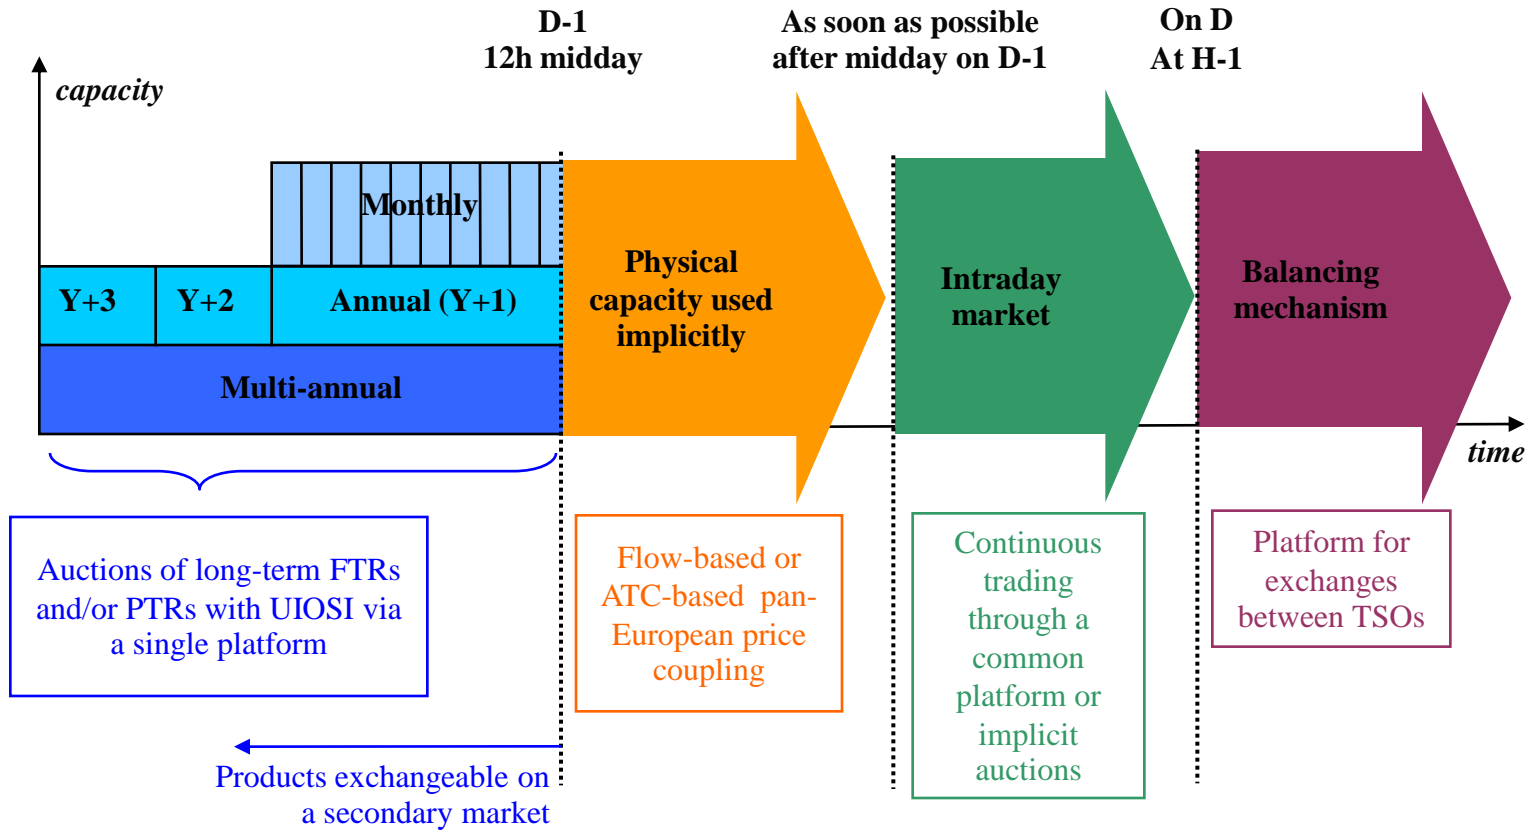 D-1
12h midday
As soon as possible
after midday on D-1
On D
At H-1
capacity
Monthly
Y+3
Y+2
Annual (Y+1)
Multi-annual
Physical
capacity used
implicitly
Intraday
market
Balancing
mechanism
time
Auctions of long-term FTRs
and/or PTRs with UIOSI via
a single platform
Flow-based or
ATC-based pan-
European price
coupling
Continuous
trading
through a
common
platform or
implicit
auctions
Platform for
exchanges
between TSOs
Products exchangeable on
a secondary market